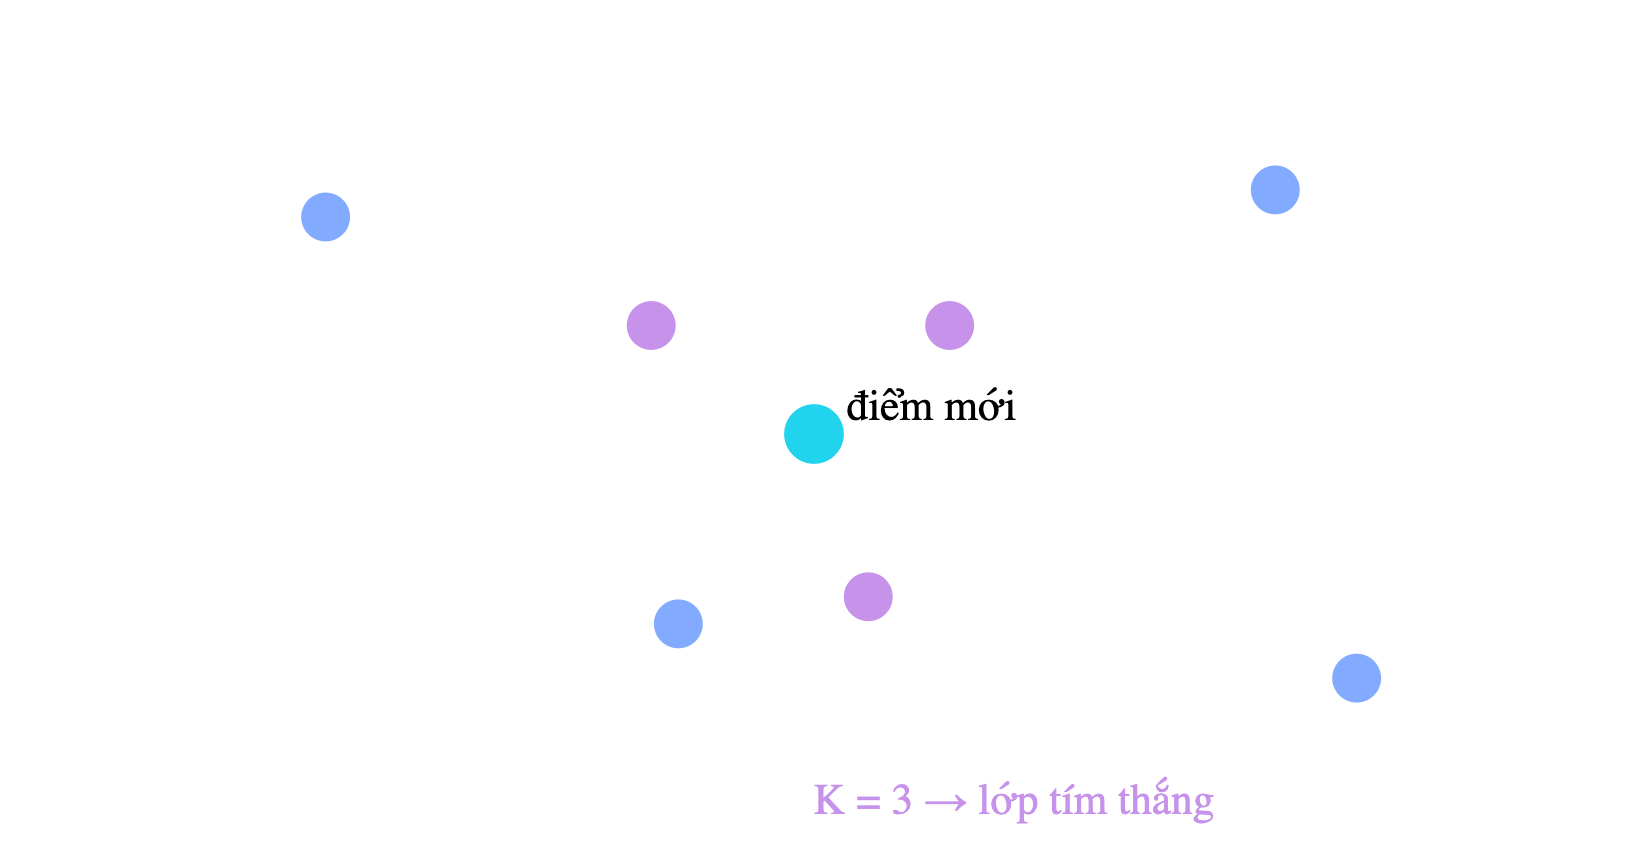 điểm mới
K = 3 → lớp tím thắng